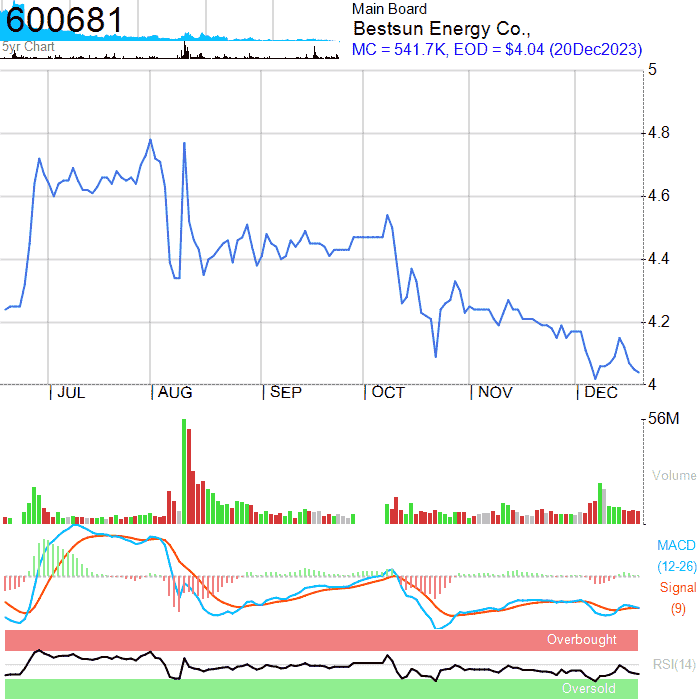 600681
5yr Chart
Main Board
Bestsun Energy Co.,
MC = 541.7K, EOD = $4.04 (20Dec2023)
5
4.8
4.6
4.4
4.2
4
JUL
AUG
SEP
OCT
NOV
DEC
56M
Volume
MACD
(12-26)
Signal
(9)
Overbought
RSI(14)
Oversold